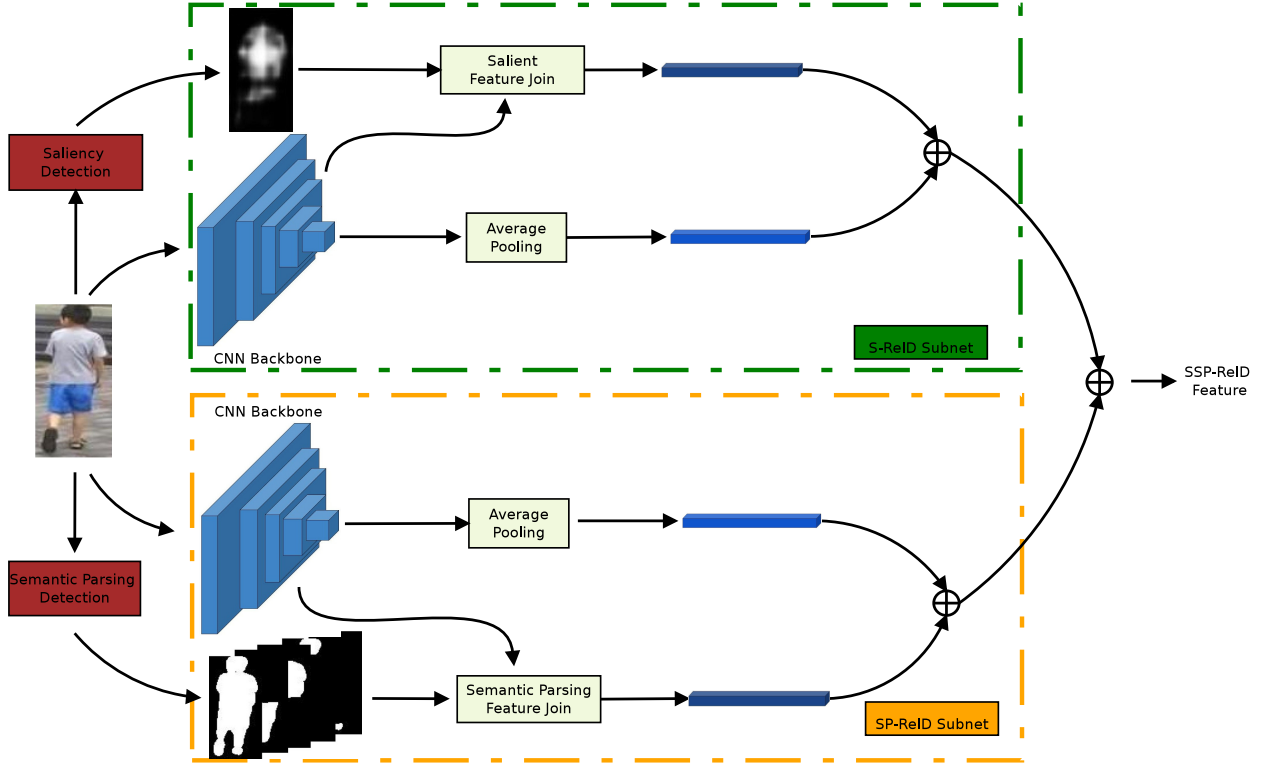 Salient
Feature Join
Saliency
Detection
Average
Pooling
S-ReID Subnet
CNN Backbone
SSP-ReID
Feature
CNN Backbone
Average
Pooling
Semantic Parsing
Detection
Semantic Parsing
Feature Join
SP-ReID Subnet